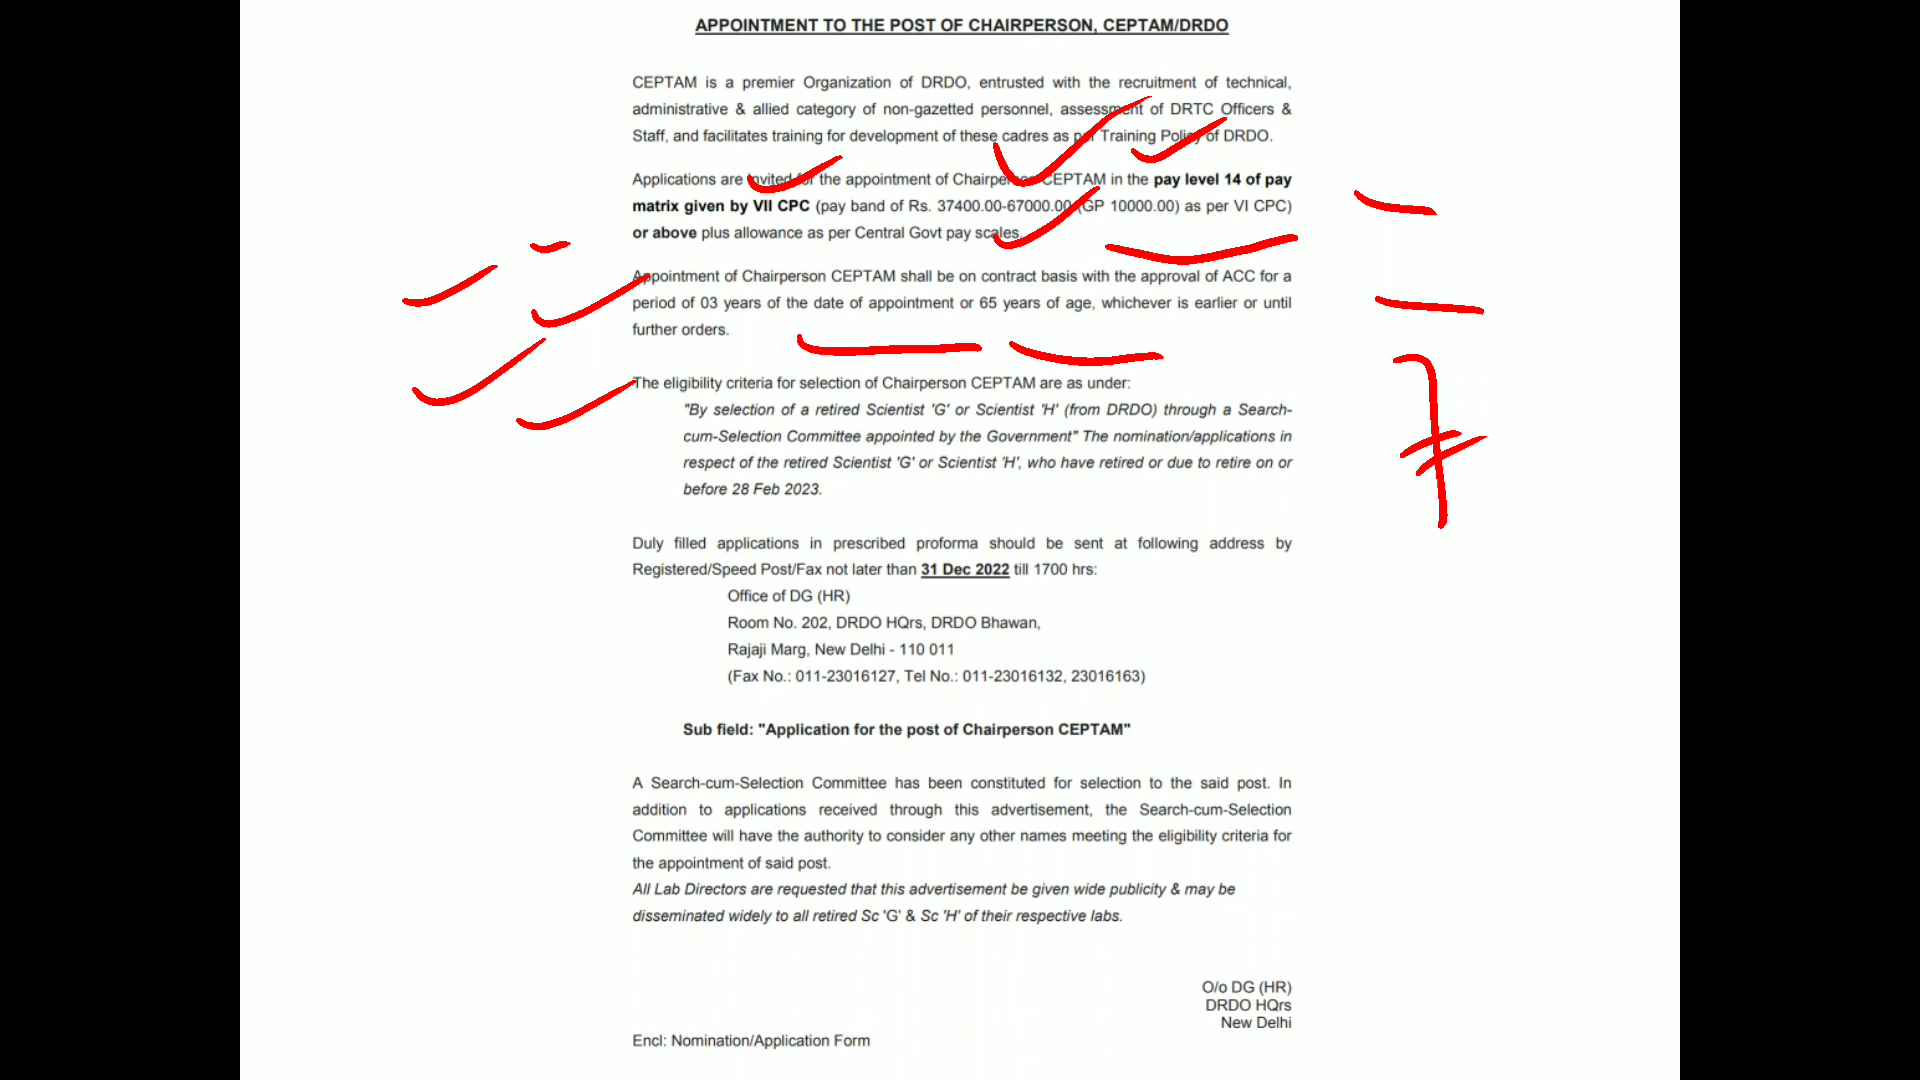 APPOINTMENT TO THE POST OF CHAIRPERSON, CEPTAM/DRDO
CEPTAM is a premier Organization of DRDO, entrusted with the recruitment of technical,
administrative & allied category of non-gazetted personnel, assessment of DRTC Officers &
Staff, and facilitates training for development of these cadres as per Training Policy of DRDO.
Applications are invited for the appointment of Chairperson CEPTAM in the pay level 14 of pay
matrix given by VII CPC (pay band of Rs. 37400.00-67000.00 (GP 10000.00) as per VI CPC)
or above plus allowance as per Central Govt pay scales.
Appointment of Chairperson CEPTAM shall be on contract basis with the approval of ACC for a
period of 03 years of the date of appointment or 65 years of age, whichever is earlier or until
further orders.
The eligibility criteria for selection of Chairperson CEPTAM are as under:
"By selection of a retired Scientist 'G' or Scientist 'H' (from DRDO) through a Search-
cum-Selection Committee appointed by the Government" The nomination/applications in
respect of the retired Scientist 'G' or Scientist 'H', who have retired or due to retire on or
before 28 Feb 2023.
Duly filled applications in prescribed proforma should be sent at following address by
Registered/Speed Post/Fax not later than 31 Dec 2022 till 1700 hrs:
Office of DG (HR)
Room No. 202, DRDO HQrs, DRDO Bhawan,
Rajaji Marg, New Delhi - 110 011
(Fax No.: 011-23016127, Tel No.: 011-23016132, 23016163)
Sub field: "Application for the post of Chairperson CEPTAM"
A Search-cum-Selection Committee has been constituted for selection to the said post. In
addition to applications received through this advertisement, the Search-cum-Selection
Committee will have the authority to consider any other names meeting the eligibility criteria for
the appointment of said post.
All Lab Directors are requested that this advertisement be given wide publicity & may be
disseminated widely to all retired Sc 'G' & Sc 'H' of their respective labs.
O/o DG (HR)
DRDO HQrs
New Delhi
Encl: Nomination/Application Form